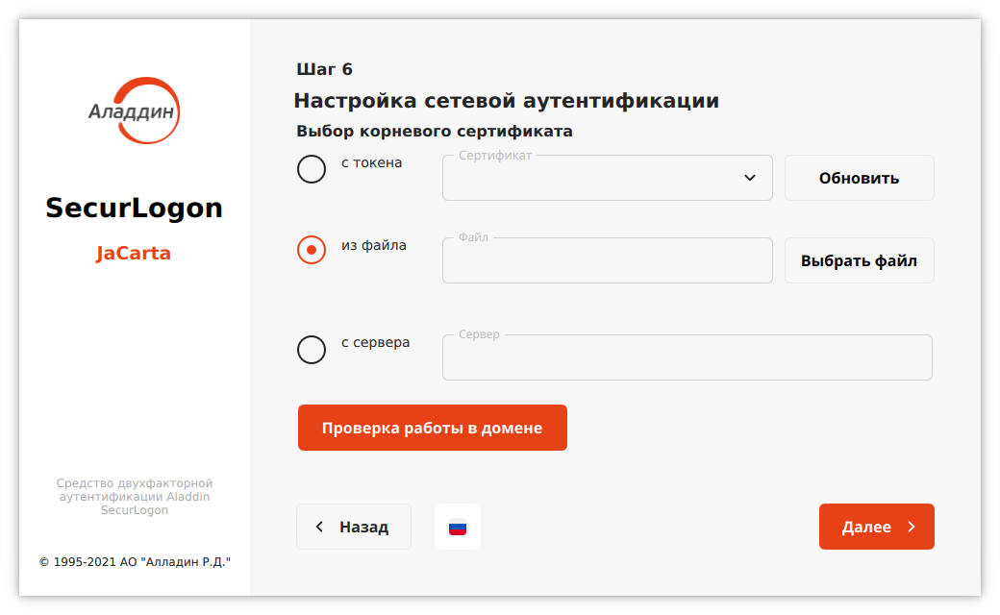 Аладдин
SecurLogon
JaCarta
Средство двухфакторной
аутентификации Aladdin
SecurLogon
© 1995-2021 АО "Алладин Р.Д."
Шаг 6
Настройка сетевой аутентификации
Выбор корневого сертификата
с токена Сертификат Обновить
из файла Файл Выбрать файл
с сервера Сервер
Проверка работы в домене
Назад Далее